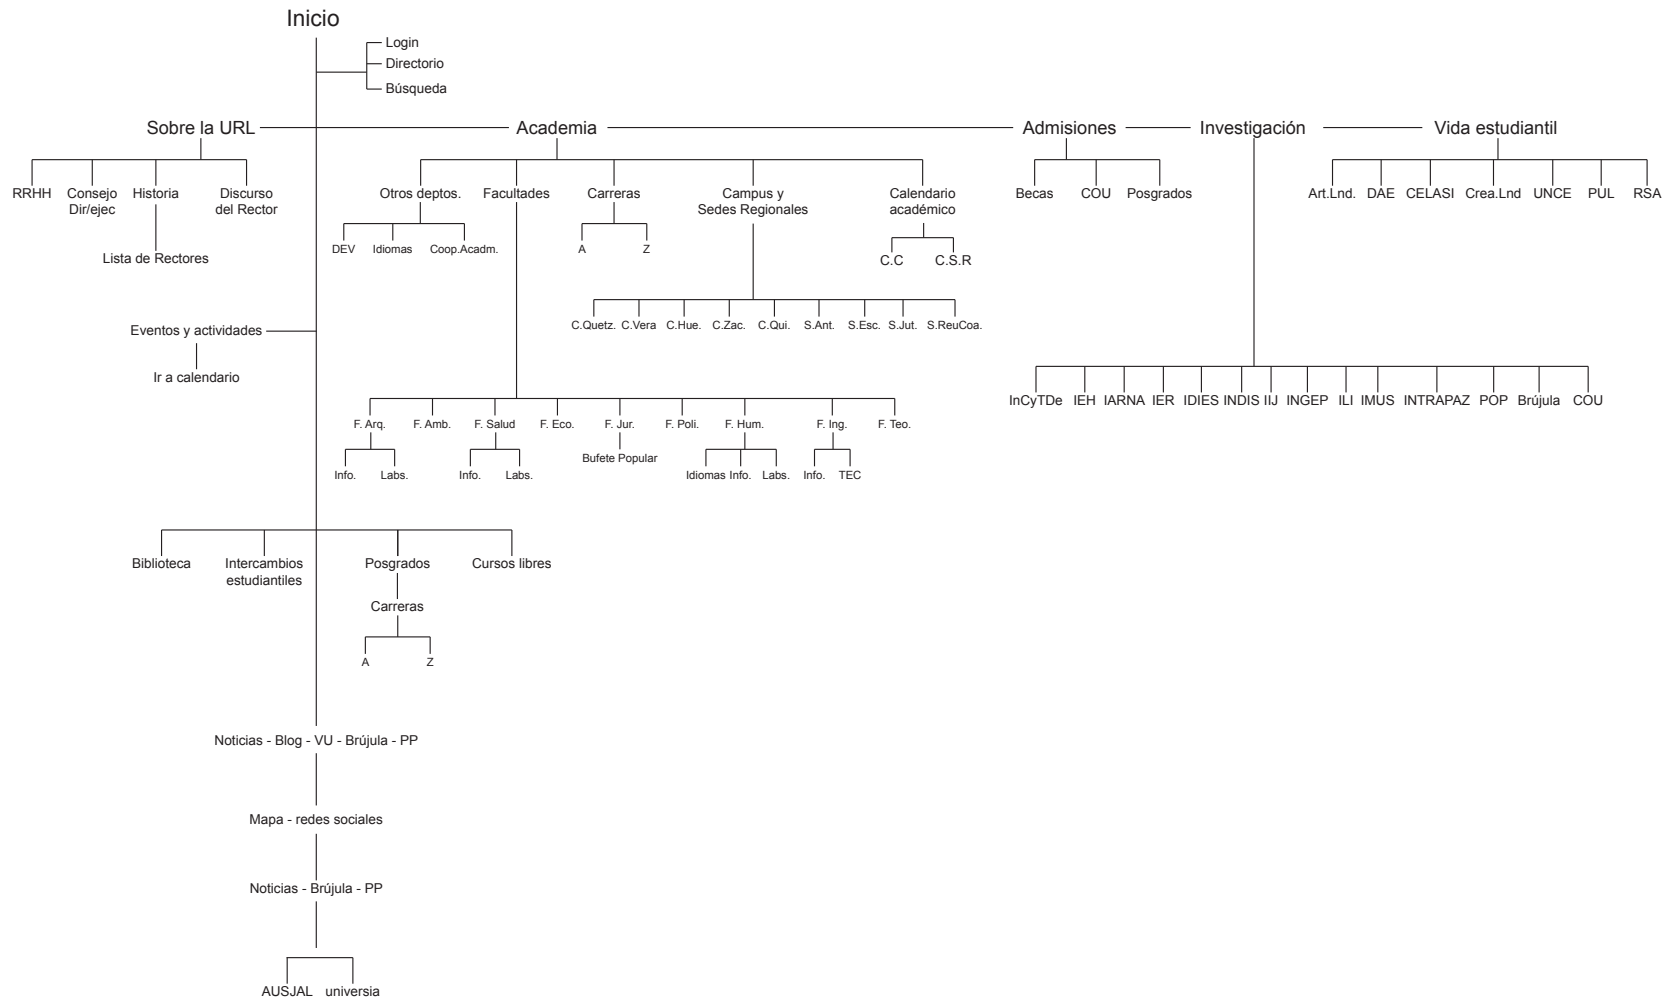 Inicio
Login
Directorio
Búsqueda
Sobre la URL
Academia
Admisiones
Investigación
Vida estudiantil
RRHH
Consejo
Dir/ejec
Historia
Discurso
del Rector
Lista de Rectores
Otros deptos.
Facultades
Carreras
Campus y
Sedes Regionales
Calendario
académico
DEV
Idiomas
Coop.Acadm.
A
Z
C.C
C.S.R
Becas
COU
Posgrados
Art.Lnd.
DAE
CELASI
Crea.Lnd
UNCE
PUL
RSA
C.Quetz.
C.Vera
C.Hue.
C.Zac.
C.Qui.
S.Ant.
S.Esc.
S.Jut.
S.ReuCoa.
Eventos y actividades
Ir a calendario
InCyTDe
IEH
IARNA
IER
IDIES
INDIS
IIJ
INGEP
ILI
IMUS
INTRAPAZ
POP
Brújula
COU
F. Arq.
F. Amb.
F. Salud
F. Eco.
F. Jur.
F. Poli.
F. Hum.
F. Ing.
F. Teo.
Info.
Labs.
Info.
Labs.
Bufete Popular
Idiomas
Info.
Labs.
Info.
TEC
Biblioteca
Intercambios
estudiantiles
Posgrados
Cursos libres
Carreras
A
Z
Noticias - Blog - VU - Brújula - PP
Mapa - redes sociales
Noticias - Brújula - PP
AUSJAL
universia